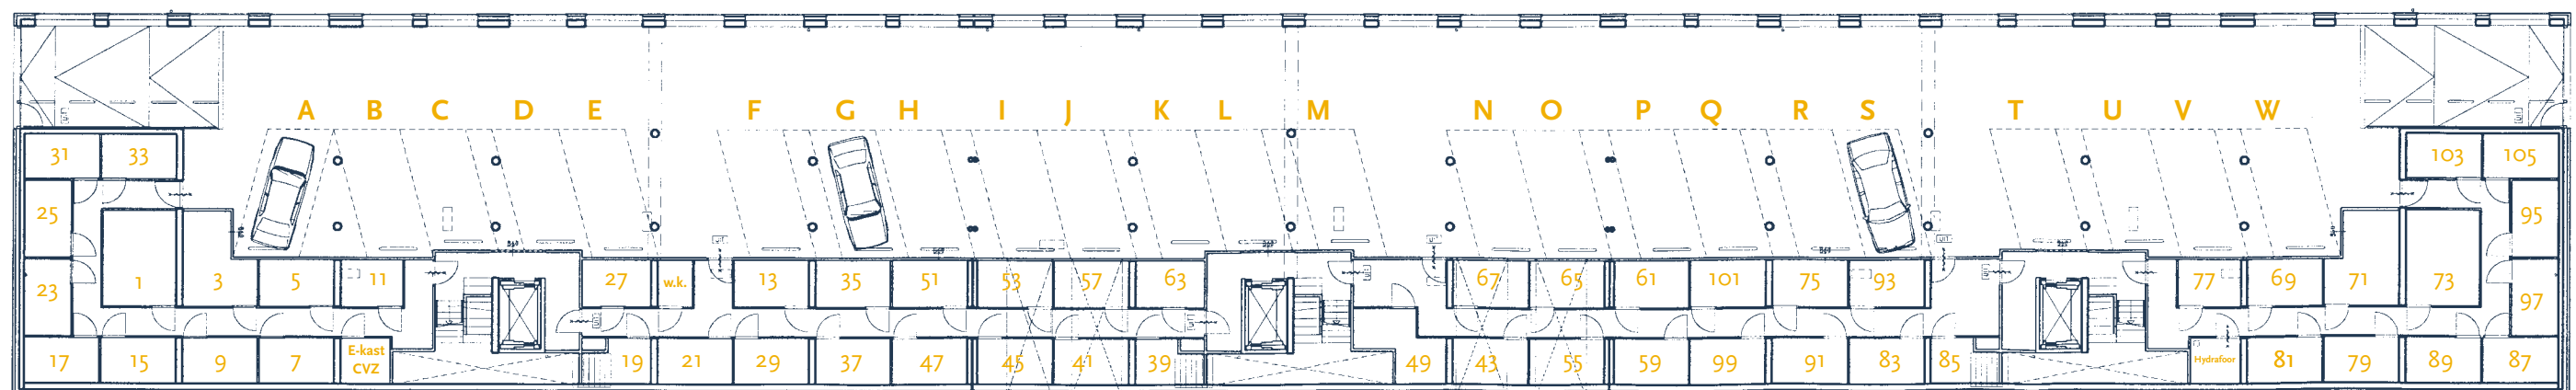 A B C D E F G H I J K L M N O P Q R S T U V W
31 33 103 105
25 95
23 1 3 5 11 27 w.k. 13 35 51 53 57 63 67 65 61 101 75 93 77 69 71 73 97
17 15 9 7 E-kast CVZ 19 21 29 37 47 45 41 39 49 43 55 59 99 91 83 85 Hydrafoor 81 79 89 87